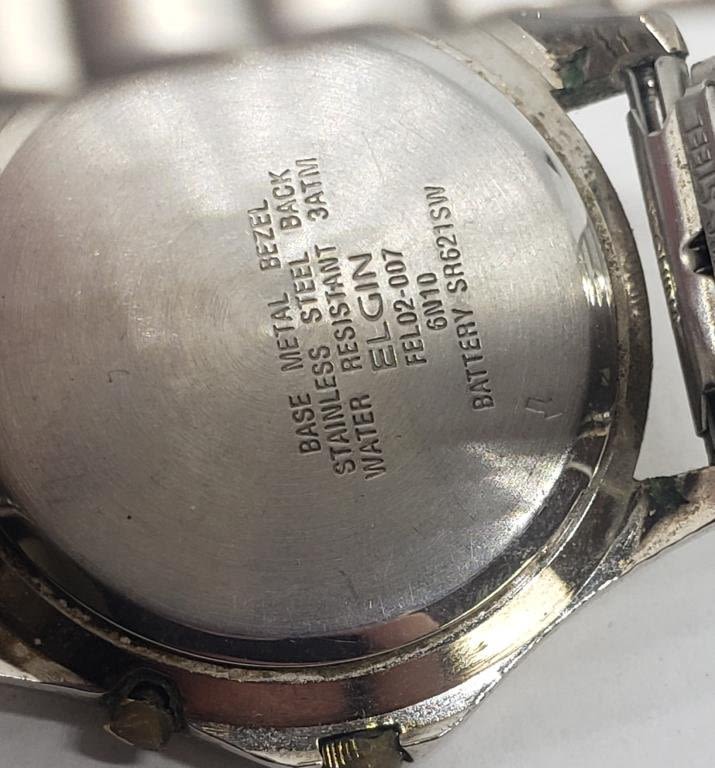 BASE METAL BEZEL
STAINLESS STEEL BACK
WATER RESISTANT 3ATM
ELGIN
FEL02-007
6N10
BATTERY SR621SW